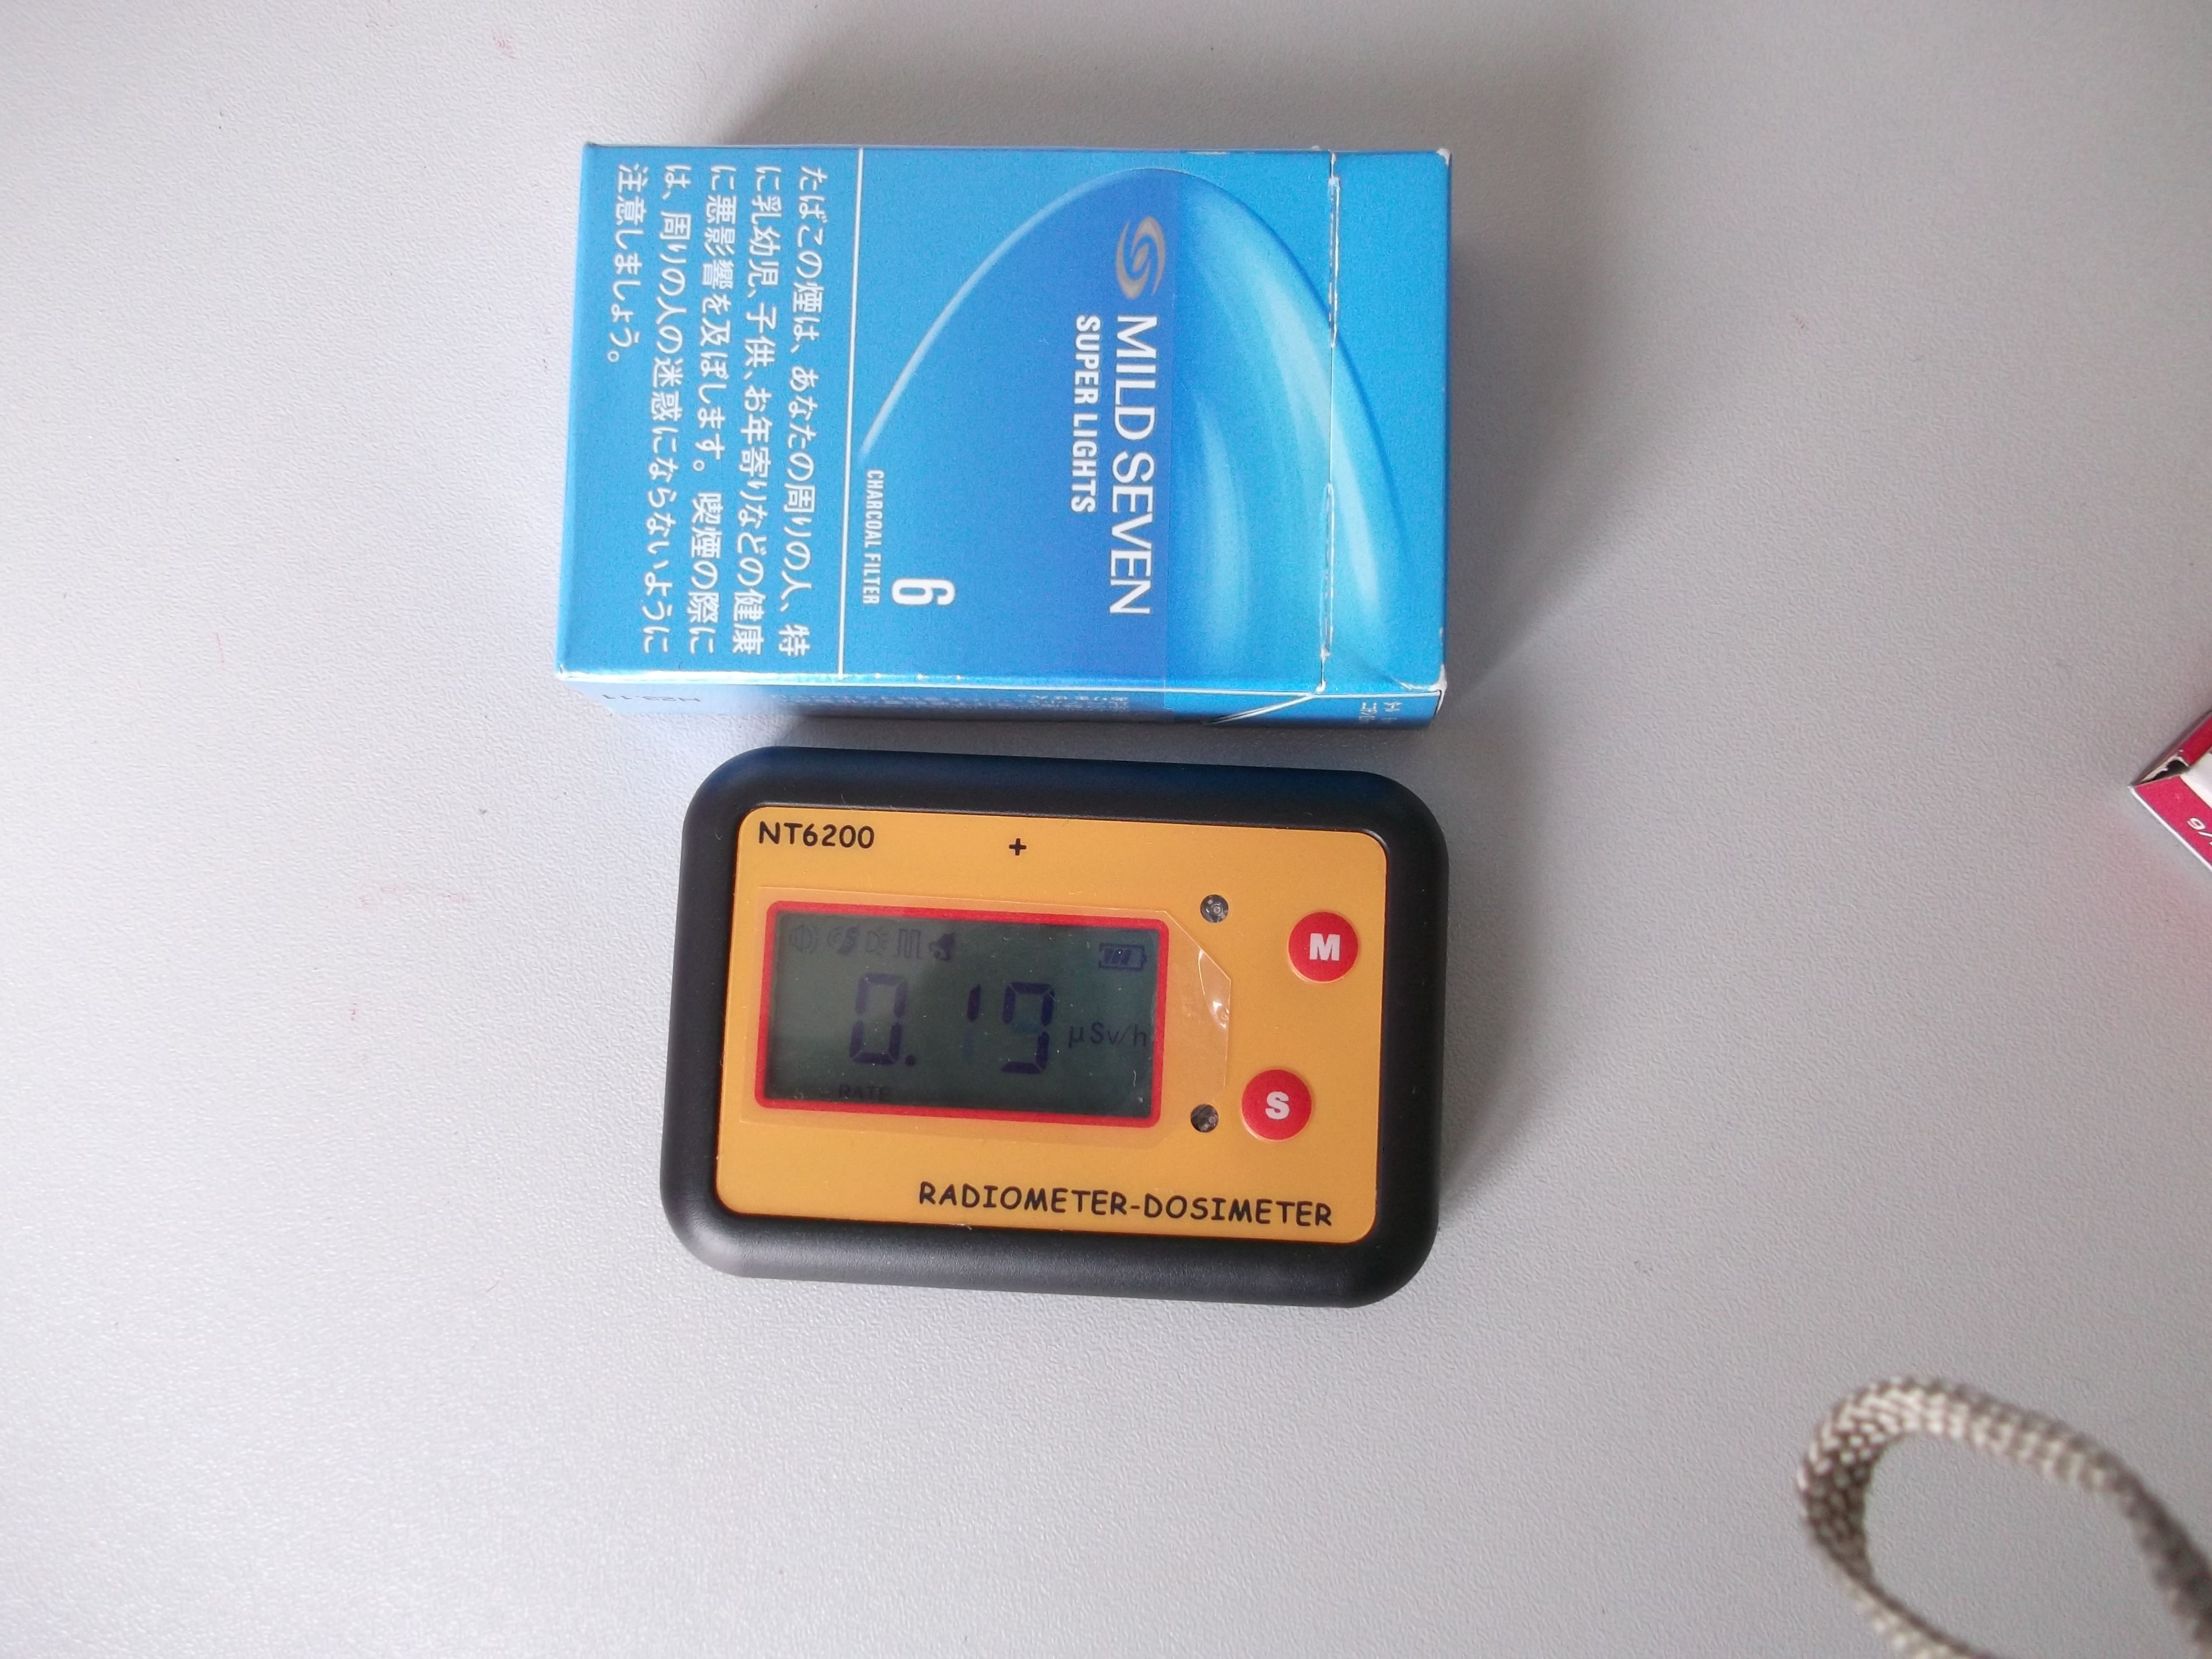 MILD SEVEN
SUPER LIGHTS
6
CHARCOAL FILTER
たばこの煙は、あなたの周りの人、特
に乳幼児、子供、お年寄りなどの健康
に悪影響を及ぼします。喫煙の際に
は、周りの人の迷惑にならないように
注意しましょう。
NT6200
+
M
0.19
μSv/h
RATE
S
RADIOMETER-DOSIMETER